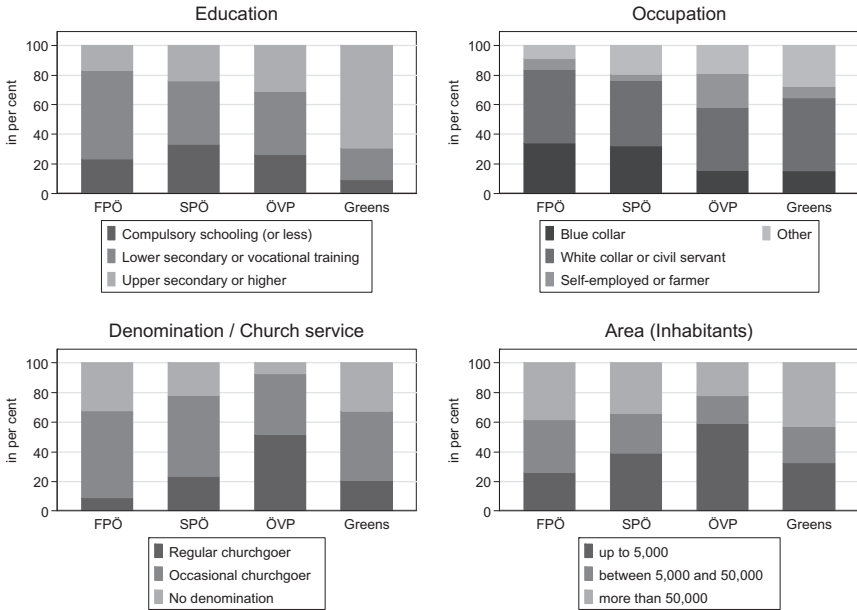 Education
100
80
60
40
20
0
in per cent
FPÖ SPÖ ÖVP Greens
Compulsory schooling (or less)
Lower secondary or vocational training
Upper secondary or higher
Occupation
100
80
60
40
20
0
in per cent
FPÖ SPÖ ÖVP Greens
Blue collar Other
White collar or civil servant
Self-employed or farmer
Denomination / Church service
100
80
60
40
20
0
in per cent
FPÖ SPÖ ÖVP Greens
Regular churchgoer
Occasional churchgoer
No denomination
Area (Inhabitants)
100
80
60
40
20
0
in per cent
FPÖ SPÖ ÖVP Greens
up to 5,000
between 5,000 and 50,000
more than 50,000